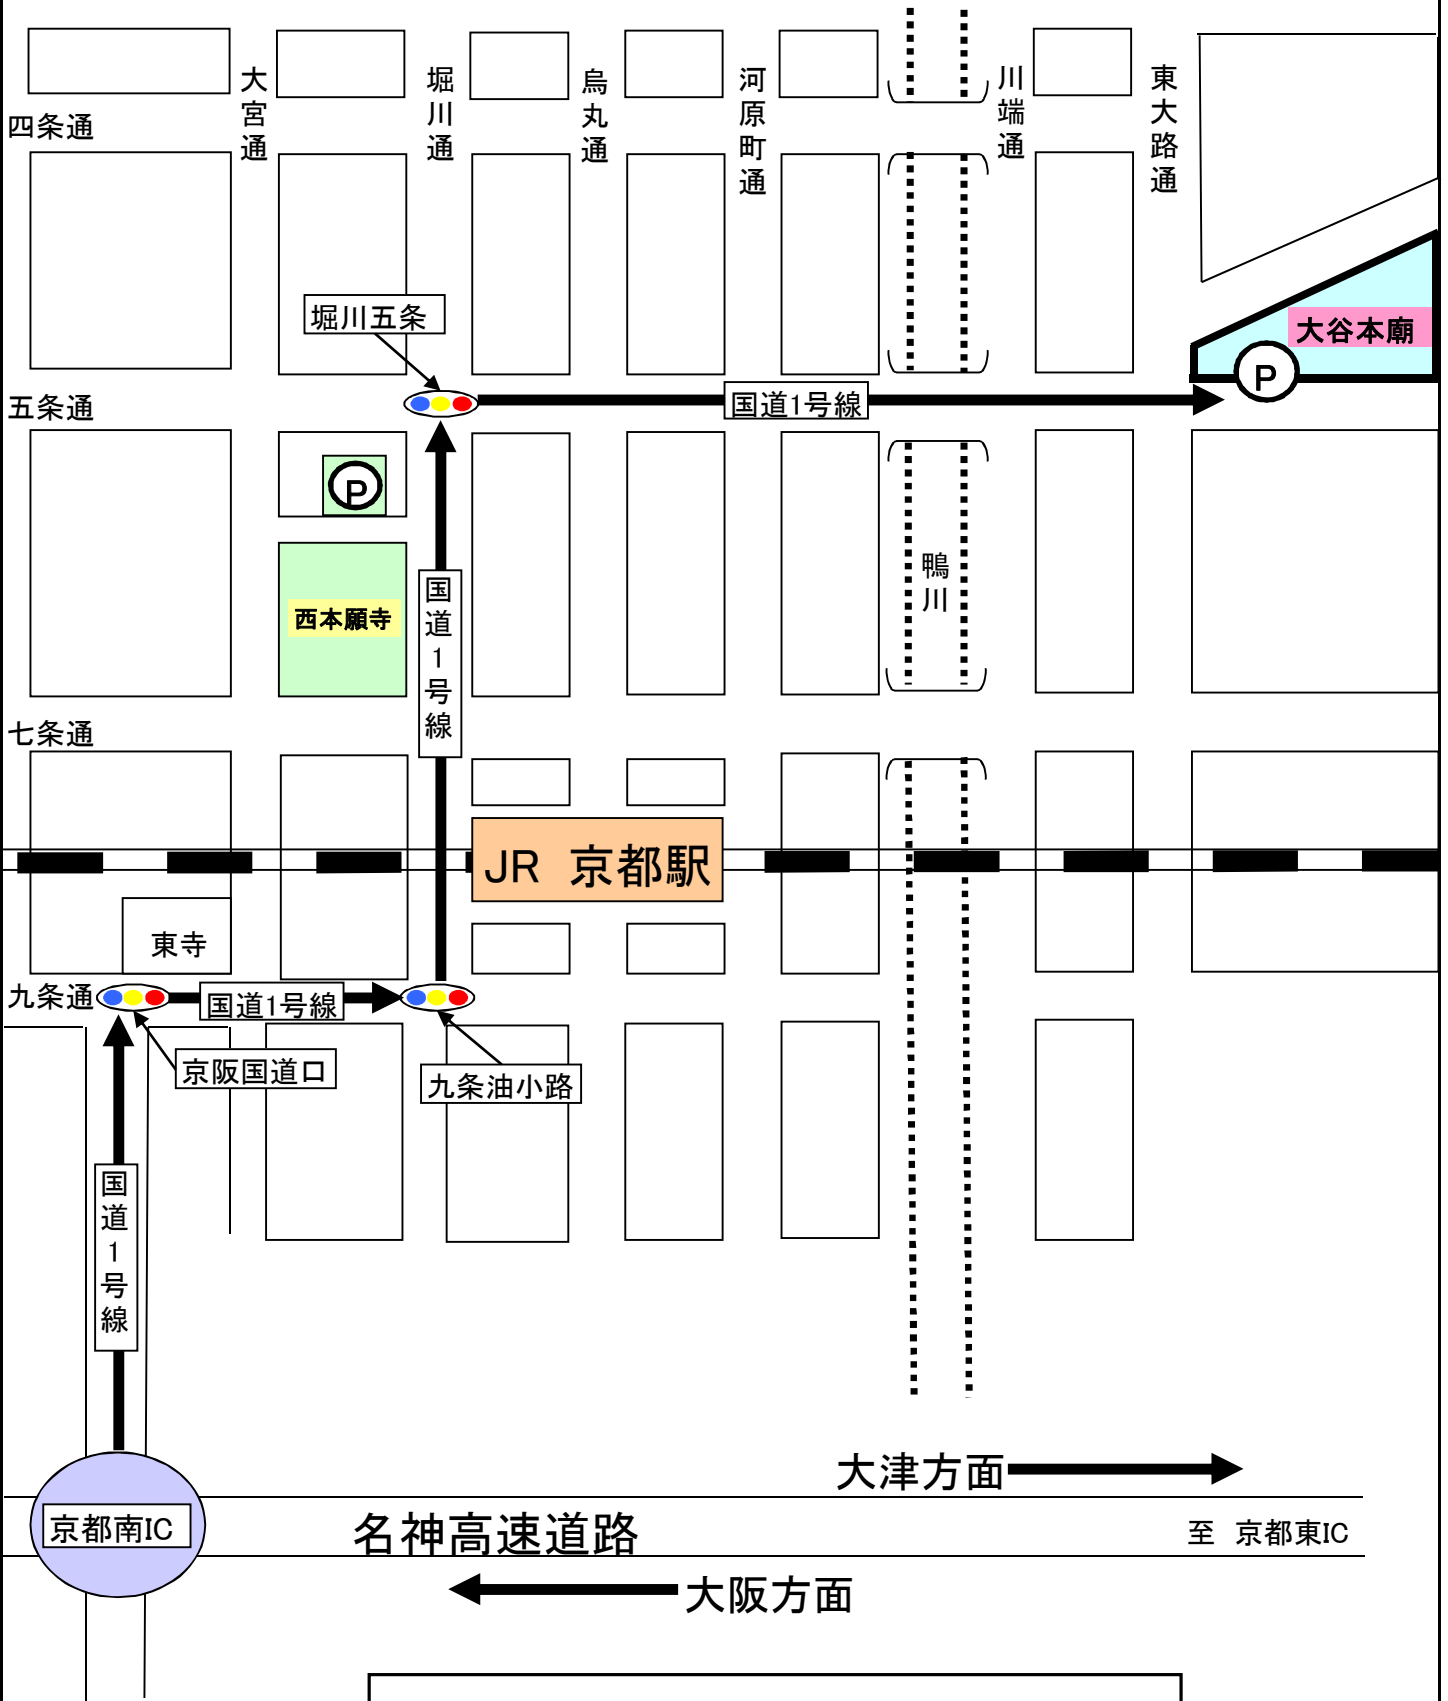 大宮通
堀川通
烏丸通
河原町通
川端通
東大路通
四条通
堀川五条
大谷本廟
P
国道1号線
五条通
P
鴨川
国道1号線
西本願寺
七条通
JR 京都駅
東寺
九条通
国道1号線
京阪国道口
九条油小路
国道1号線
大津方面
京都南IC
名神高速道路
至 京都東IC
大阪方面